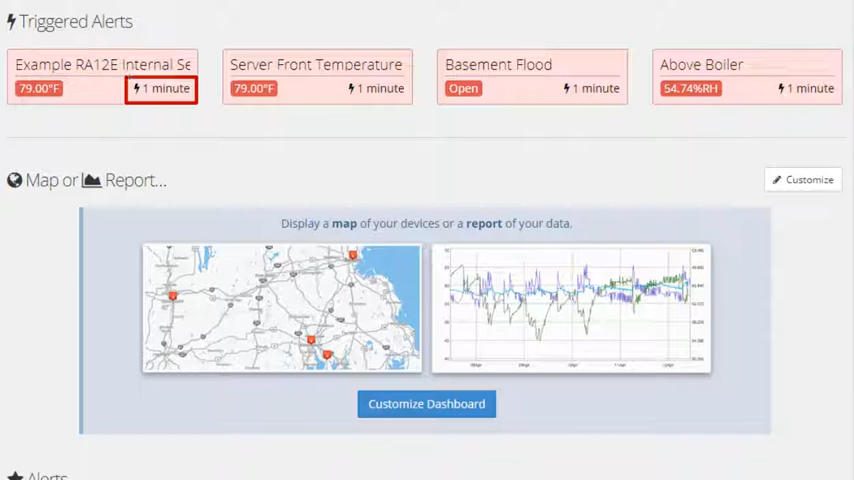 Triggered Alerts
Example RA12E Internal Se
79.00°F
1 minute
Server Front Temperature
79.00°F
1 minute
Basement Flood
Open
1 minute
Above Boiler
54.74%RH
1 minute
Map or Report...
Customize
Display a map of your devices or a report of your data.
Customize Dashboard
Alerts